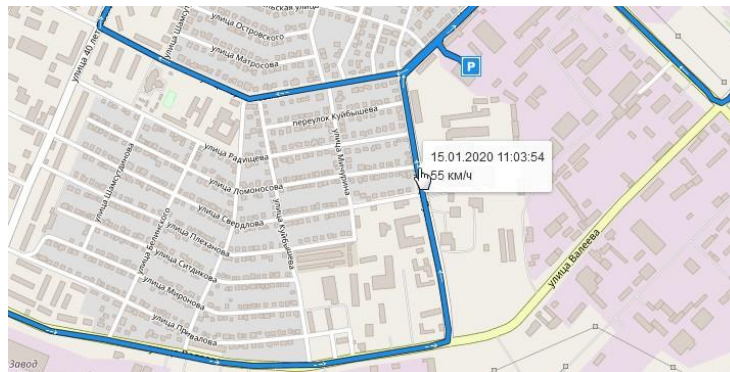 улица 40 лет
улица Шамсу
улица Островского
улица Матросова
P
переулок Куйбышева
улица Мичурина
улица Радищева
15.01.2020 11:03:54
55 км/ч
улица Шамсутдинова
улица Ломоносова
улица Свердлова
улица Белинского
улица Плеханова
улица Куйбышева
улица Ситдикова
улица Миронова
улица Привалова
улица Валеева
Завод